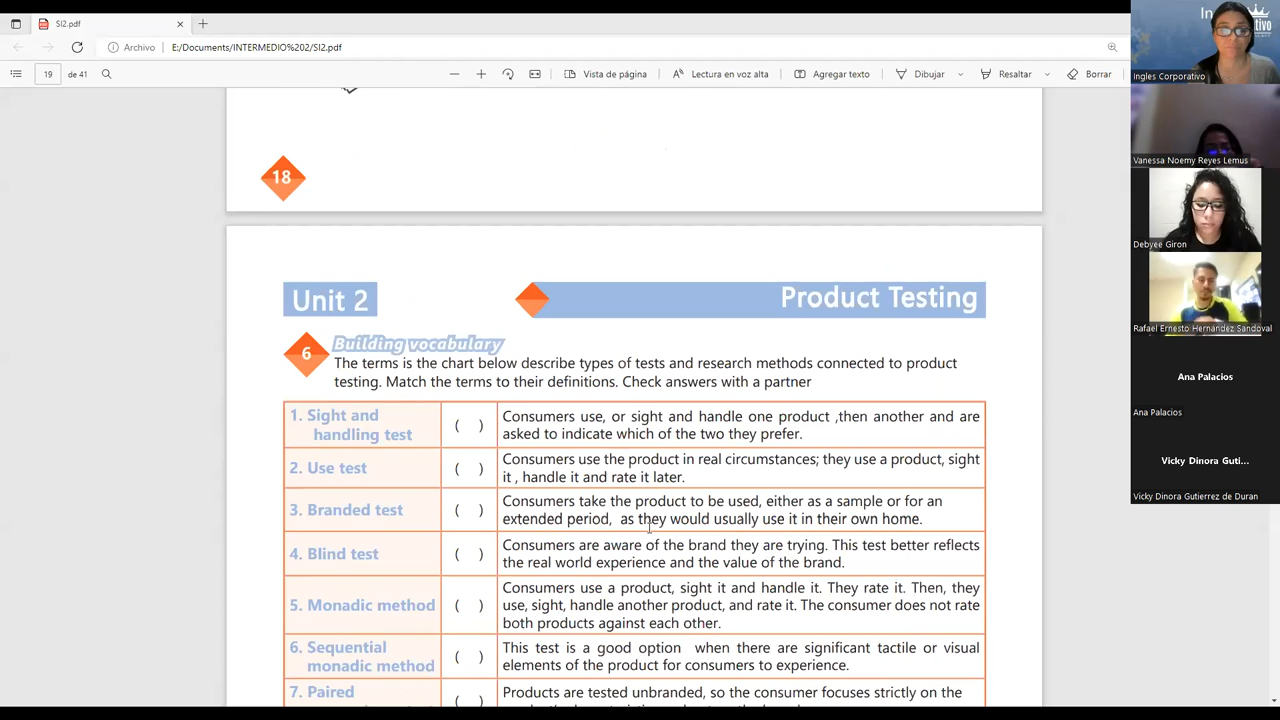 SI2.pdf
Archivo
E:/Documents/INTERMEDIO%202/SI2.pdf
19
de 41
Vista de página
Lectura en voz alta
Agregar texto
Dibujar
Resaltar
Borrar
18
Unit 2
Product Testing
6
Building vocabulary
The terms is the chart below describe types of tests and research methods connected to product
testing. Match the terms to their definitions. Check answers with a partner
1. Sight and
handling test
( )
Consumers use, or sight and handle one product ,then another and are
asked to indicate which of the two they prefer.
2. Use test
( )
Consumers use the product in real circumstances; they use a product, sight
it , handle it and rate it later.
3. Branded test
( )
Consumers take the product to be used, either as a sample or for an
extended period, as they would usually use it in their own home.
4. Blind test
( )
Consumers are aware of the brand they are trying. This test better reflects
the real world experience and the value of the brand.
5. Monadic method
( )
Consumers use a product, sight it and handle it. They rate it. Then, they
use, sight, handle another product, and rate it. The consumer does not rate
both products against each other.
6. Sequential
monadic method
( )
This test is a good option when there are significant tactile or visual
elements of the product for consumers to experience.
7. Paired
( )
Products are tested unbranded, so the consumer focuses strictly on the
Ingles Corporativo
Vanessa Noemy Reyes Lemus
Debyee Giron
Rafael Ernesto Hernández Sandoval
Ana Palacios
Ana Palacios
Vicky Dinora Guti...
Vicky Dinora Gutierrez de Duran